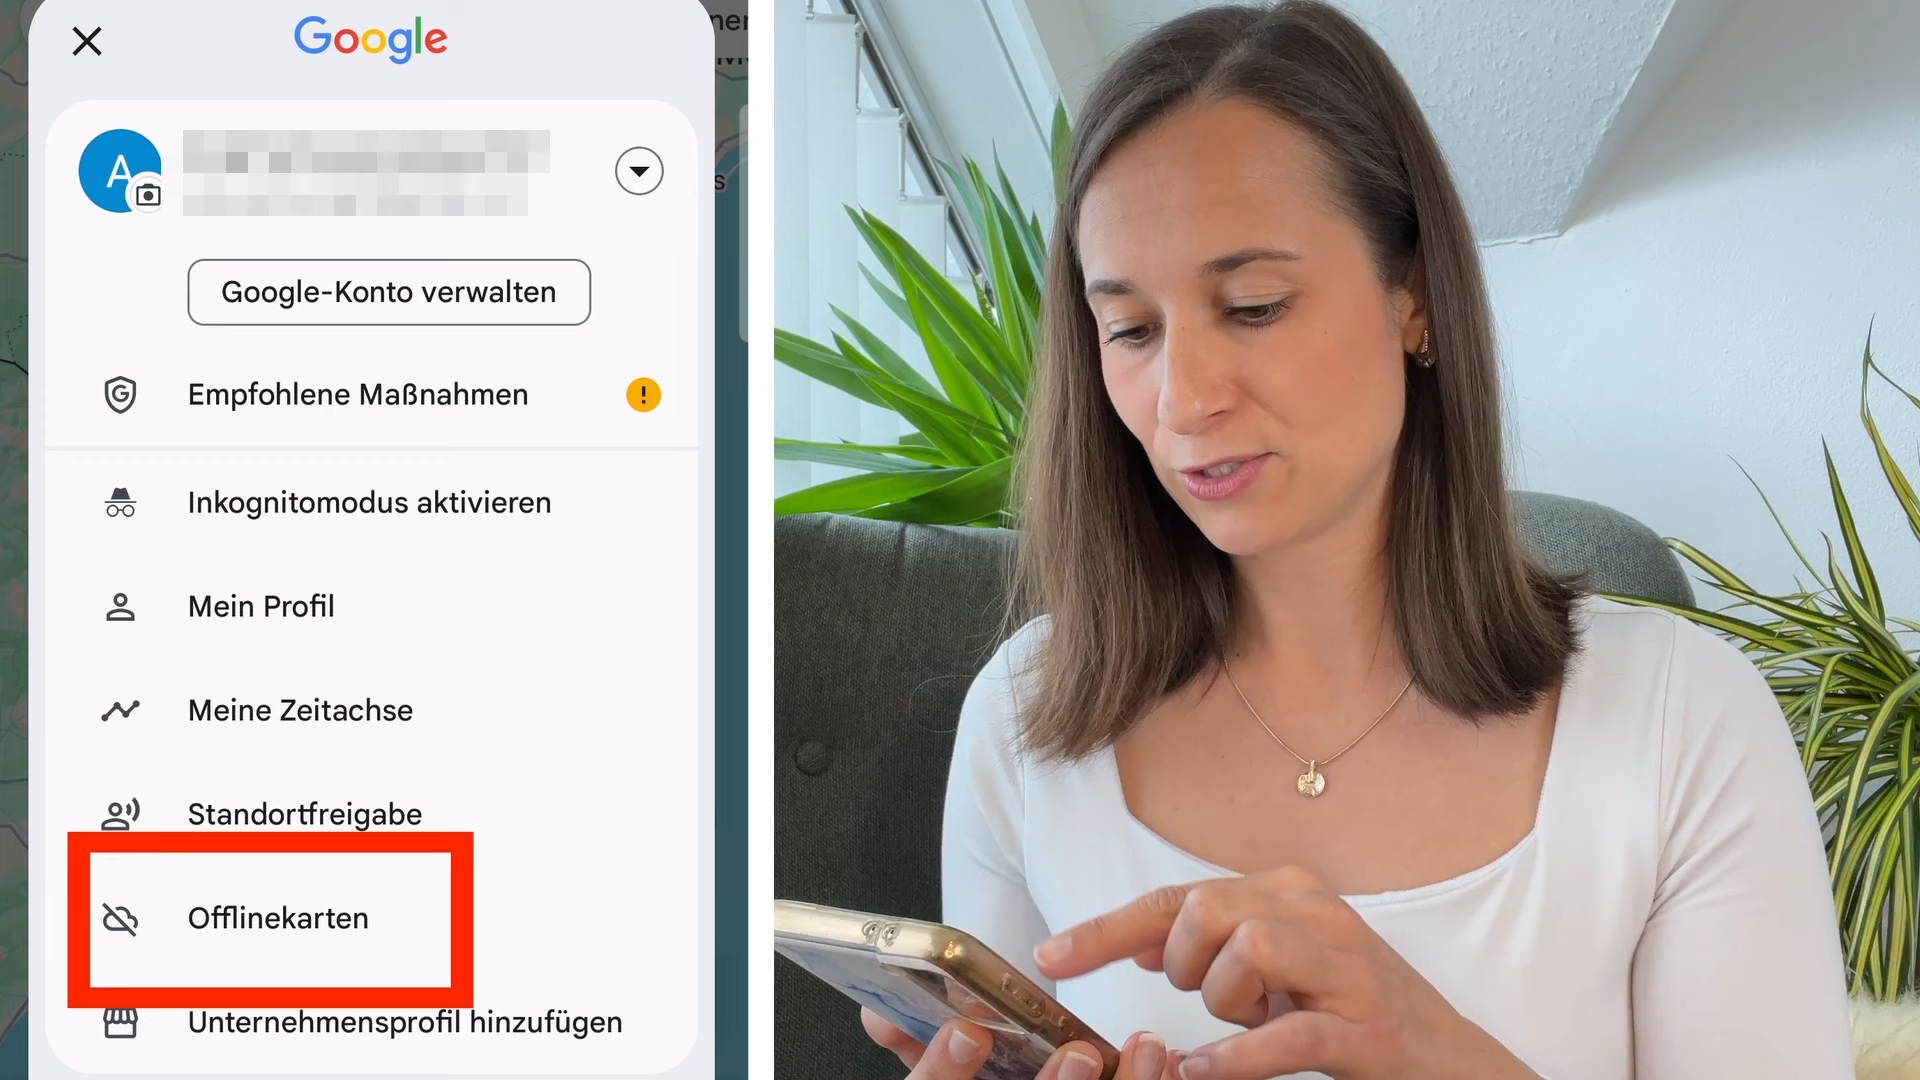 Google
A
Google-Konto verwalten
Empfohlene Maßnahmen
!
Inkognitomodus aktivieren
Mein Profil
Meine Zeitachse
Standortfreigabe
Offlinekarten
Unternehmensprofil hinzufügen